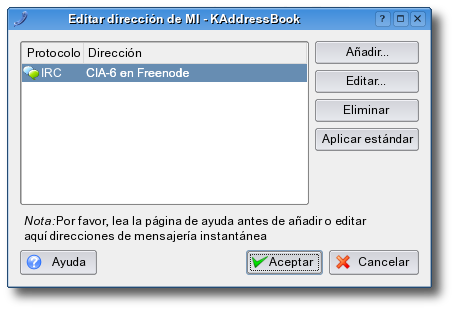 Editar dirección de MI - KAddressBook
Protocolo Dirección
IRC CIA-6 en Freenode
Añadir...
Editar...
Eliminar
Aplicar estándar
Nota:Por favor, lea la página de ayuda antes de añadir o editar
aquí direcciones de mensajería instantánea
Ayuda
Aceptar
Cancelar